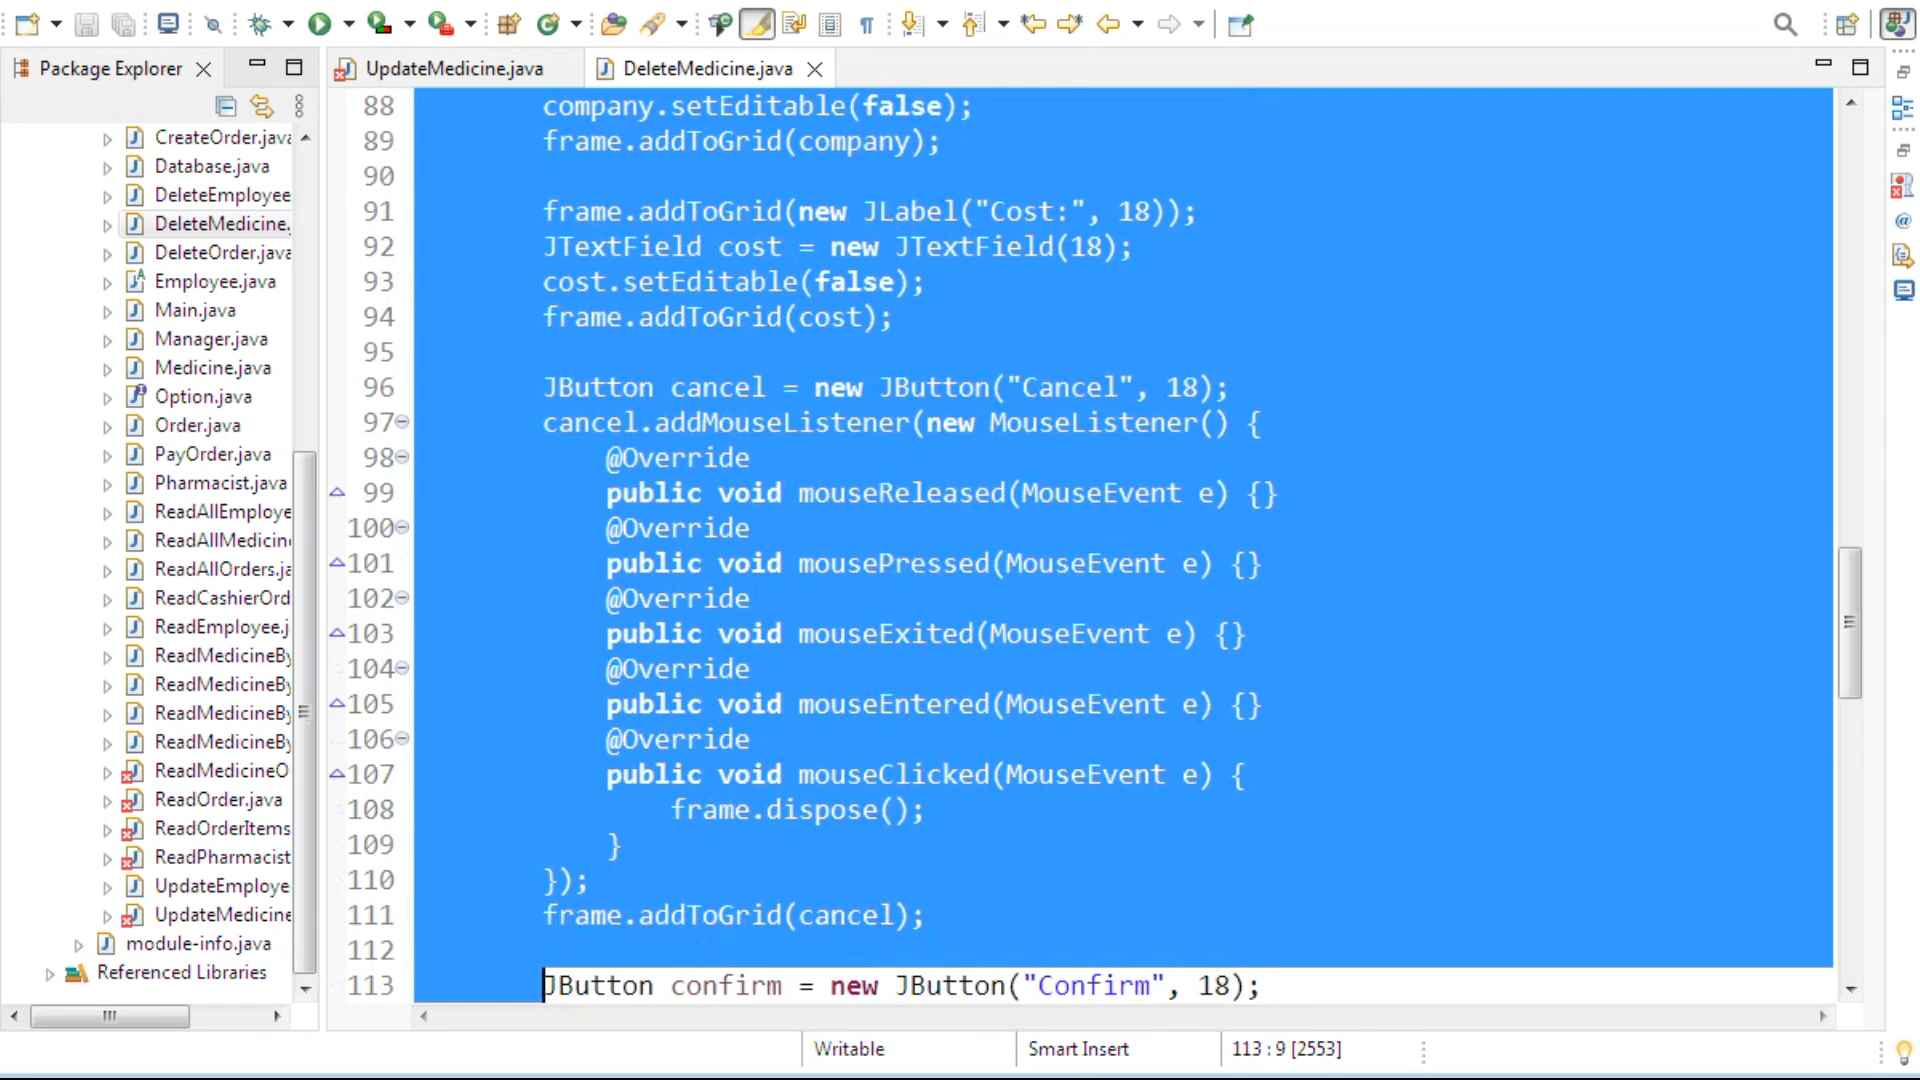 Package Explorer
UpdateMedicine.java
DeleteMedicine.java
CreateOrder.java
Database.java
DeleteEmployee
DeleteMedicine.
DeleteOrder.java
Employee.java
Main.java
Manager.java
Medicine.java
Option.java
Order.java
PayOrder.java
Pharmacist.java
ReadAllEmploye
ReadAllMedicin
ReadAllOrders.ja
ReadCashierOrd
ReadEmployee.j
ReadMedicineBy
ReadMedicineBy
ReadMedicineBy
ReadMedicineBy
ReadMedicineO
ReadOrder.java
ReadOrderItems
ReadPharmacist
UpdateEmploye
UpdateMedicine
module-info.java
Referenced Libraries
88 company.setEditable(false);
89 frame.addToGrid(company);
90
91 frame.addToGrid(new JLabel("Cost:", 18));
92 JTextField cost = new JTextField(18);
93 cost.setEditable(false);
94 frame.addToGrid(cost);
95
96 JButton cancel = new JButton("Cancel", 18);
97 cancel.addMouseListener(new MouseListener() {
98 @Override
99 public void mouseReleased(MouseEvent e) {}
100 @Override
101 public void mousePressed(MouseEvent e) {}
102 @Override
103 public void mouseExited(MouseEvent e) {}
104 @Override
105 public void mouseEntered(MouseEvent e) {}
106 @Override
107 public void mouseClicked(MouseEvent e) {
108 frame.dispose();
109 }
110 });
111 frame.addToGrid(cancel);
112
113 JButton confirm = new JButton("Confirm", 18);
Writable
Smart Insert
113 : 9 [2553]